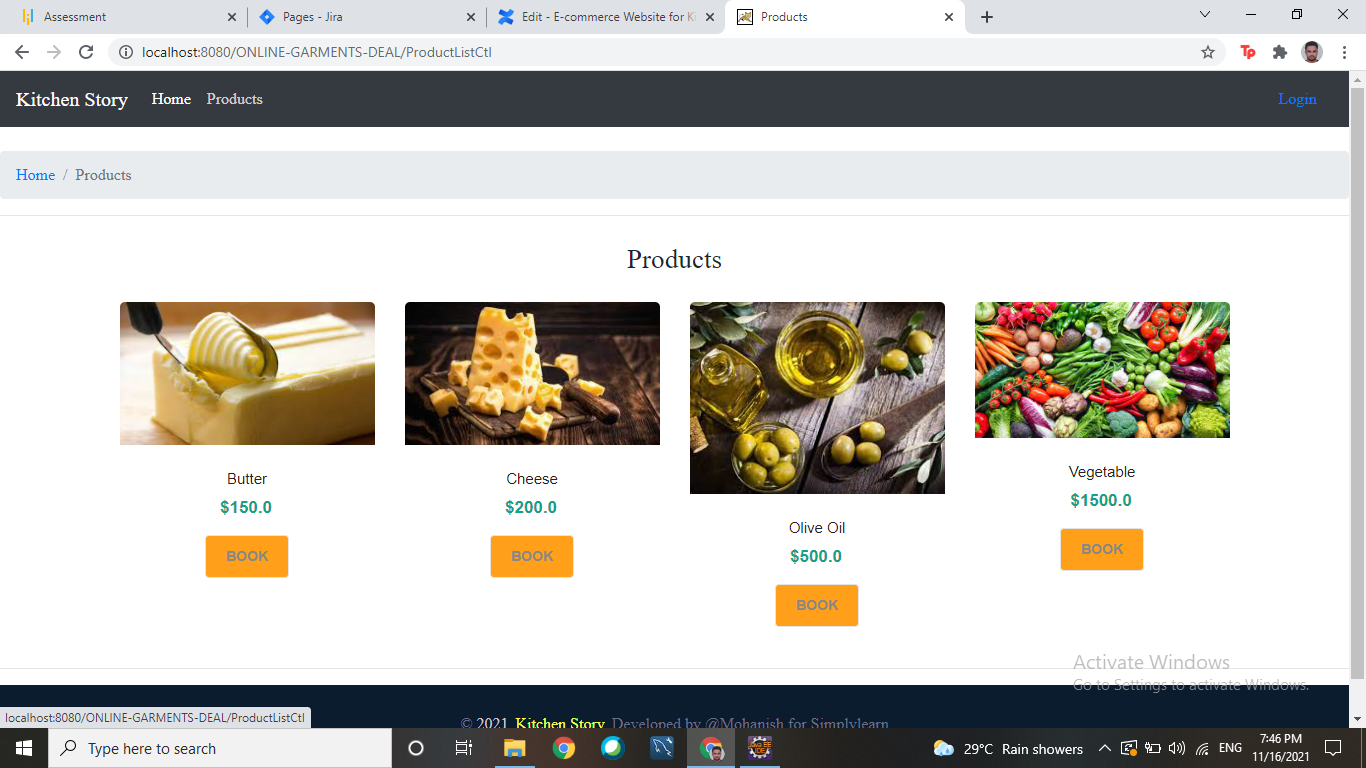 Assessment
Pages - Jira
Edit - E-commerce Website for Ki
Products
localhost:8080/ONLINE-GARMENTS-DEAL/ProductListCtl
Tp
Kitchen Story Home Products Login
Home / Products
Products
Butter
$150.0
BOOK
Cheese
$200.0
BOOK
Olive Oil
$500.0
BOOK
Vegetable
$1500.0
BOOK
Activate Windows
Go to Settings to activate Windows.
© 2021 Kitchen Story. Developed by @Mohanish for Simplylearn
localhost:8080/ONLINE-GARMENTS-DEAL/ProductListCtl
Type here to search
29°C Rain showers
ENG
7:46 PM
11/16/2021